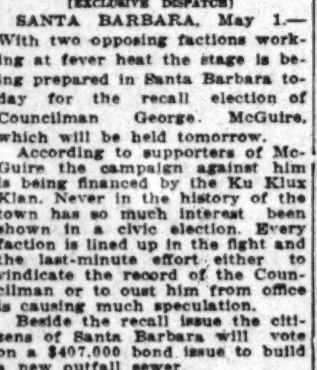 [EXCLUSIVE DISPATCH]
SANTA BARBARA, May 1.—
With two opposing factions work-
ing at fever heat the stage is be-
ing prepared in Santa Barbara to-
day for the recall election of
Councilman George. McGuire,
which will be held tomorrow.
According to supporters of Mc-
Guire the campaign against him
is being financed by the Ku Klux
Klan. Never in the history of the
town has so much interest been
shown in a civic election. Every
faction is lined up in the fight and
the last-minute effort either to
vindicate the record of the Coun-
cilman or to oust him from office
is causing much speculation.
Beside the recall issue the citi-
zens of Santa Barbara will vote
on a $407,000 bond issue to build
a new outfall sewer.